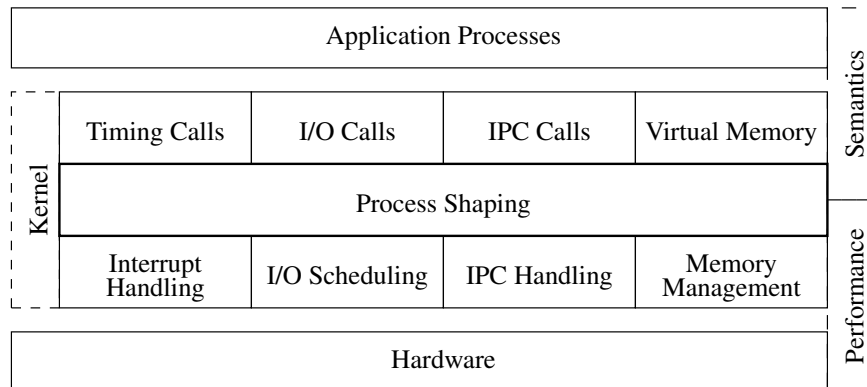 Application Processes
Semantics
Kernel
Timing Calls
I/O Calls
IPC Calls
Virtual Memory
Process Shaping
Interrupt
Handling
I/O Scheduling
IPC Handling
Memory
Management
Performance
Hardware